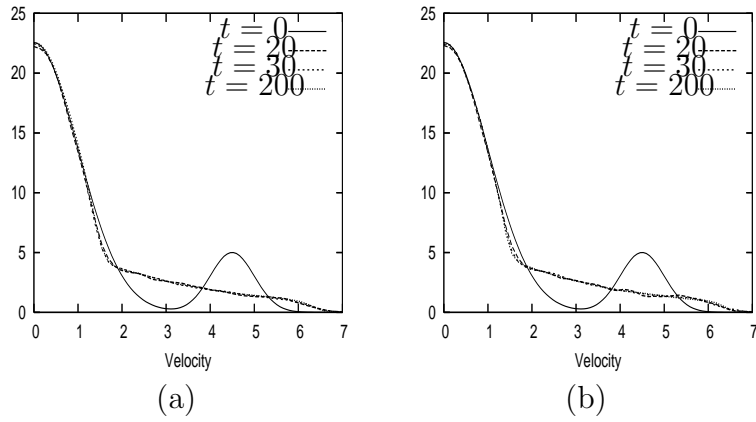 25
20
15
10
5
0
0 1 2 3 4 5 6 7
Velocity
t = 0
t = 20
t = 30
t = 200
(a)
25
20
15
10
5
0
0 1 2 3 4 5 6 7
Velocity
t = 0
t = 20
t = 30
t = 200
(b)